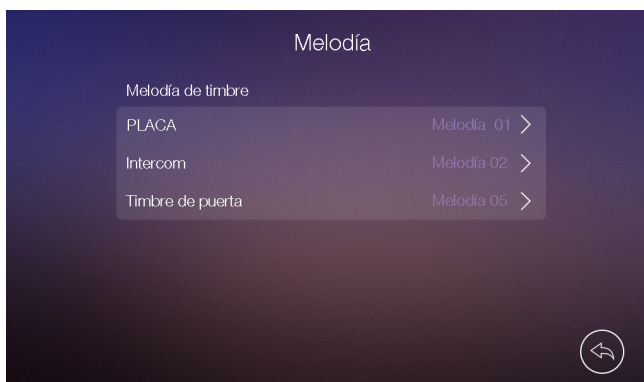 Melodía
Melodía de timbre
PLACA Melodía 01
Intercom Melodía 02
Timbre de puerta Melodía 05